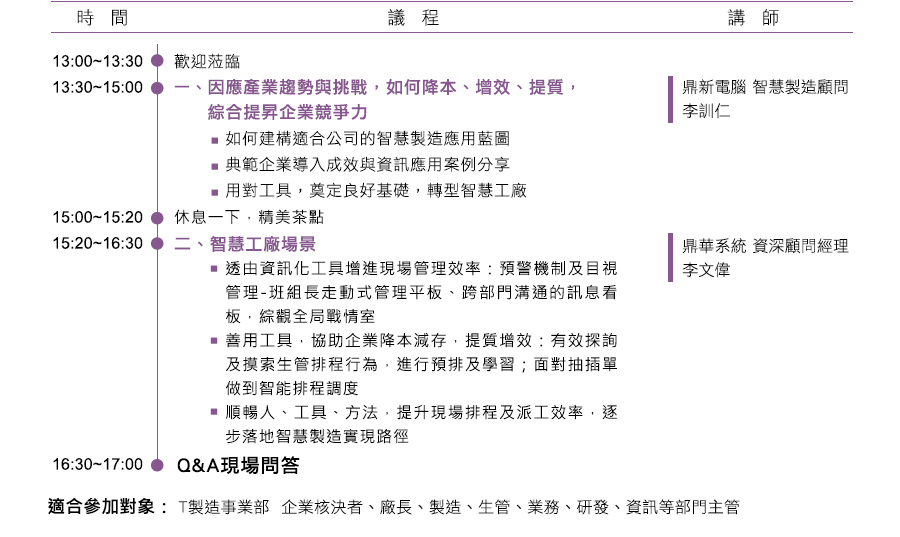 時 間 議 程 講 師
13:00~13:30 歡迎蒞臨
13:30~15:00 一、因應產業趨勢與挑戰，如何降本、增效、提質， 鼎新電腦 智慧製造顧問
綜合提昇企業競爭力 李訓仁
■ 如何建構適合公司的智慧製造應用藍圖
■ 典範企業導入成效與資訊應用案例分享
■ 用對工具，奠定良好基礎，轉型智慧工廠
15:00~15:20 休息一下，精美茶點
15:20~16:30 二、智慧工廠場景 鼎華系統 資深顧問經理
李文偉
■ 透由資訊化工具增進現場管理效率：預警機制及目視
管理-班組長走動式管理平板、跨部門溝通的訊息看
板，綜觀全局戰情室
■ 善用工具，協助企業降本減存，提質增效：有效探詢
及摸索生管排程行為，進行預排及學習；面對抽插單
做到智能排程調度
■ 順暢人、工具、方法，提升現場排程及派工效率，逐
步落地智慧製造實現路徑
16:30~17:00 Q&A現場問答
適合參加對象： T製造事業部 企業核決者、廠長、製造、生管、業務、研發、資訊等部門主管